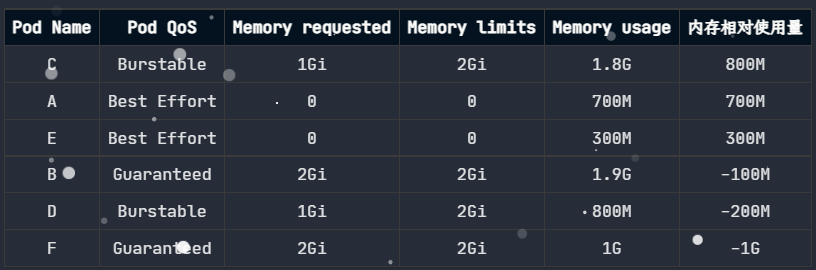 Pod Name Pod QoS Memory requested Memory limits Memory usage 内存相对使用量
C Burstable 1Gi 2Gi 1.8G 800M
A Best Effort 0 0 700M 700M
E Best Effort 0 0 300M 300M
B Guaranteed 2Gi 2Gi 1.9G -100M
D Burstable 1Gi 2Gi 800M -200M
F Guaranteed 2Gi 2Gi 1G -1G